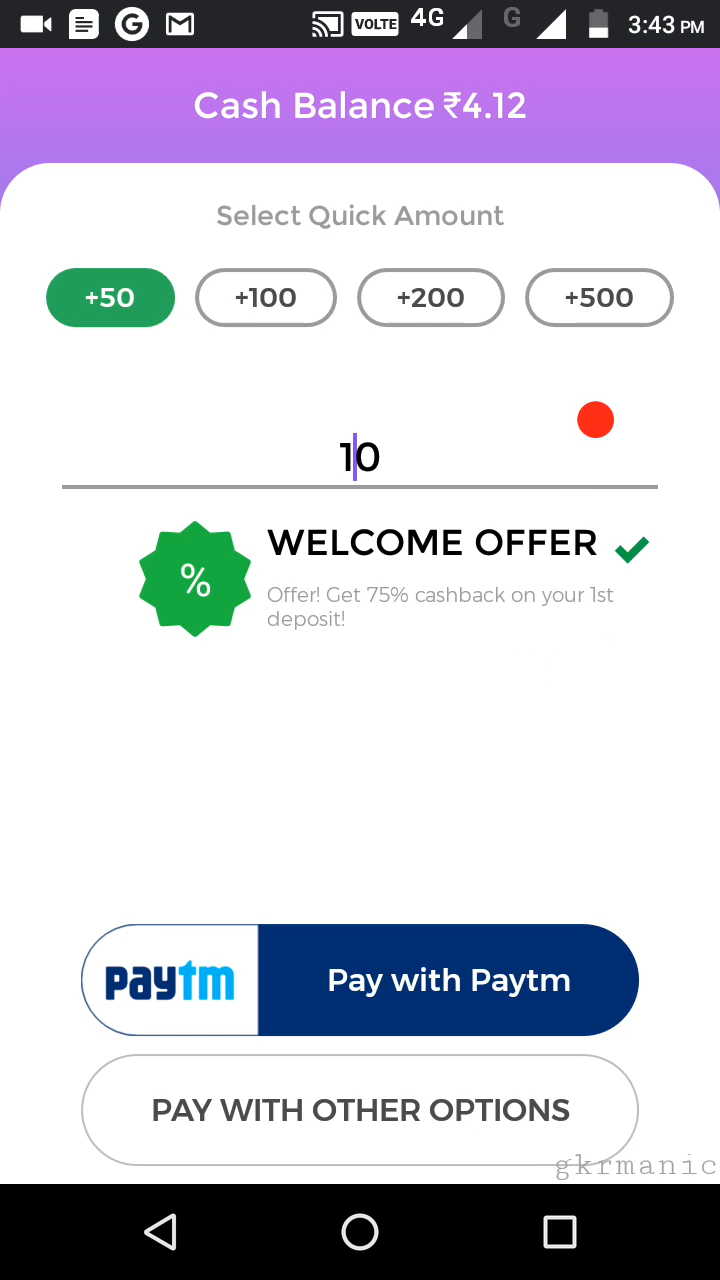 VOLTE 4G G 3:43 PM
Cash Balance ₹4.12
Select Quick Amount
+50 +100 +200 +500
10
%
WELCOME OFFER
Offer! Get 75% cashback on your 1st
deposit!
paytm Pay with Paytm
PAY WITH OTHER OPTIONS
gkrmanic